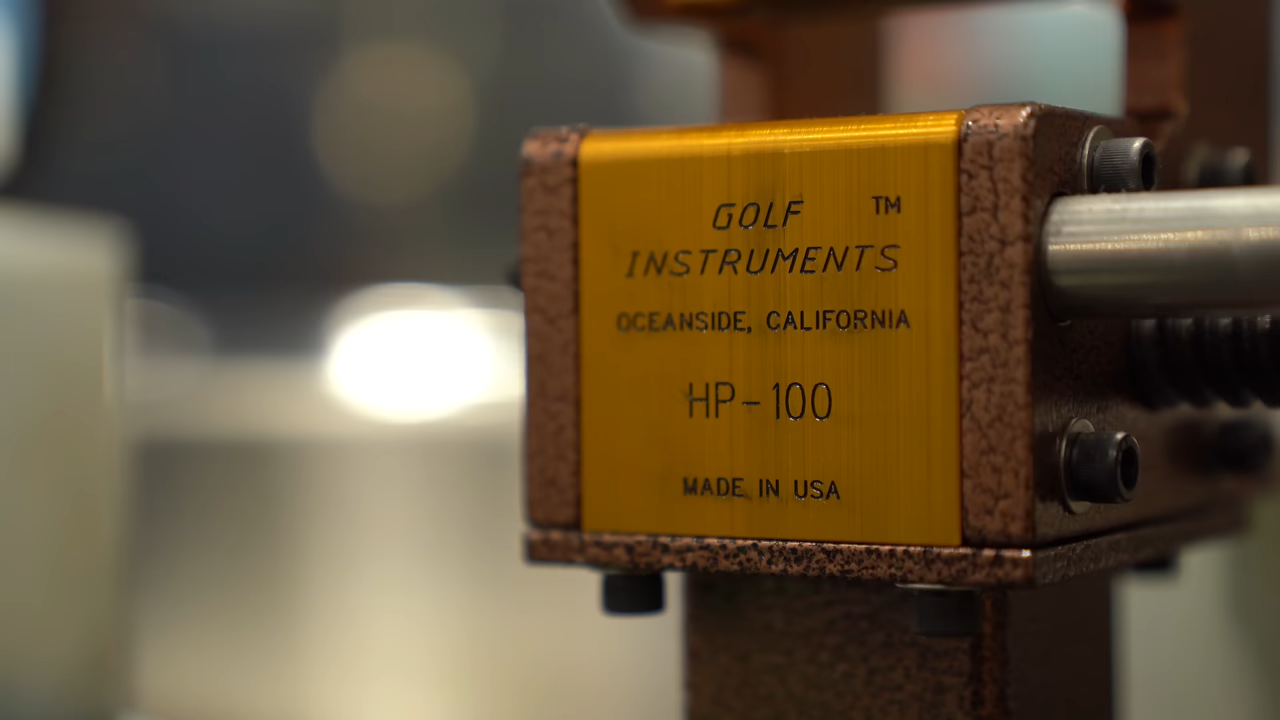 GOLF ™
INSTRUMENTS
OCEANSIDE, CALIFORNIA
HP-100
MADE IN USA